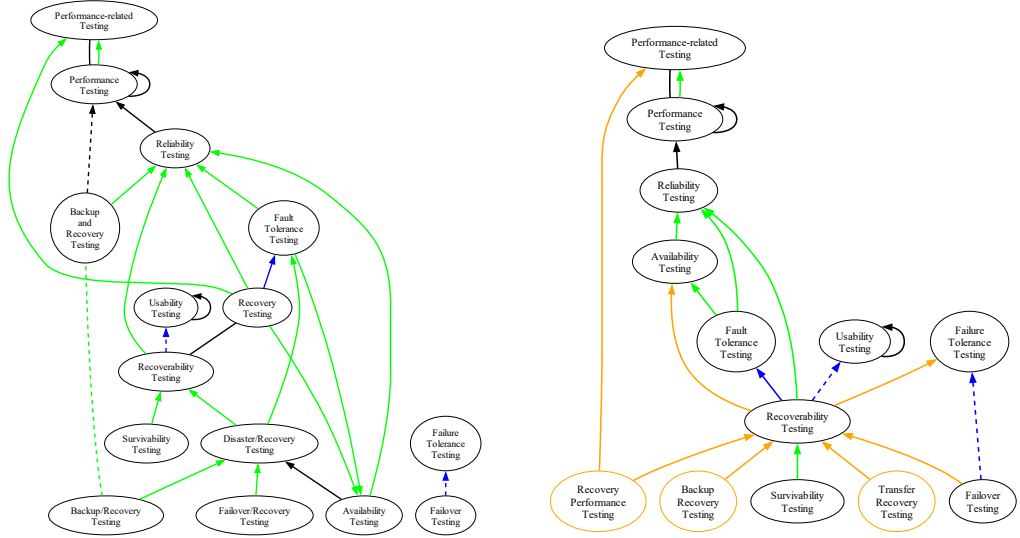 Performance-related
Testing
Performance
Testing
Reliability
Testing
Backup
and
Recovery
Testing
Fault
Tolerance
Testing
Usability
Testing
Recovery
Testing
Recoverability
Testing
Survivability
Testing
Disaster/Recovery
Testing
Failure
Tolerance
Testing
Backup/Recovery
Testing
Failover/Recovery
Testing
Availability
Testing
Failover
Testing
Performance-related
Testing
Performance
Testing
Reliability
Testing
Availability
Testing
Fault
Tolerance
Testing
Usability
Testing
Failure
Tolerance
Testing
Recoverability
Testing
Recovery
Performance
Testing
Backup
Recovery
Testing
Survivability
Testing
Transfer
Recovery
Testing
Failover
Testing